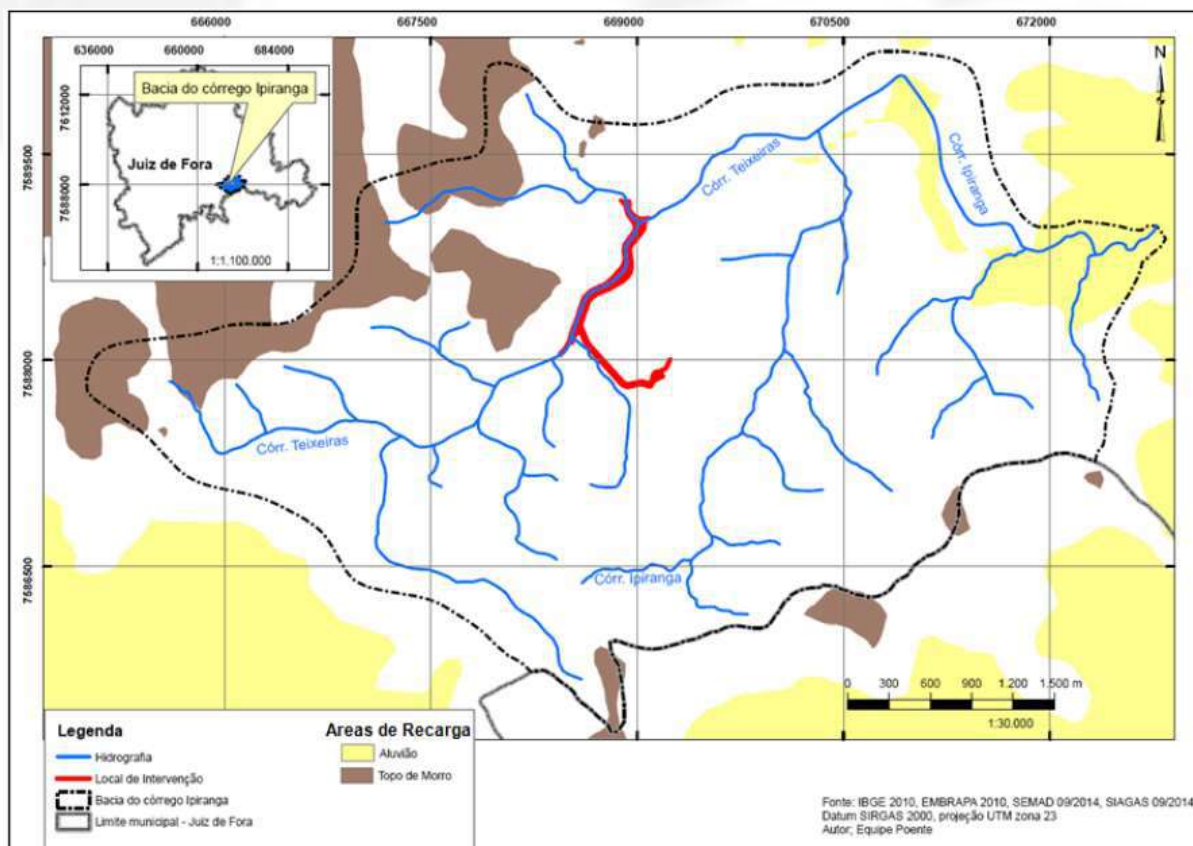 666000 667500 669000 670500 672000
636000 660000 684000
7612000
7588000
Bacia do córrego Ipiranga
Juiz de Fora
1:1.100.000
N
7589500
7588000
7586500
Córr. Teixeiras
Córr. Ipiranga
Córr. Teixeiras
Córr. Ipiranga
0 300 600 900 1.200 1.500 m
1:30.000
Legenda
Hidrografia
Local de Intervenção
Bacia do córrego Ipiranga
Limite municipal - Juiz de Fora
Areas de Recarga
Aluvião
Topo de Morro
Fonte: IBGE 2010, EMBRAPA 2010, SEMAD 09/2014, SIAGAS 09/2014
Datum SIRGAS 2000, projeção UTM zona 23
Autor; Equipe Poente